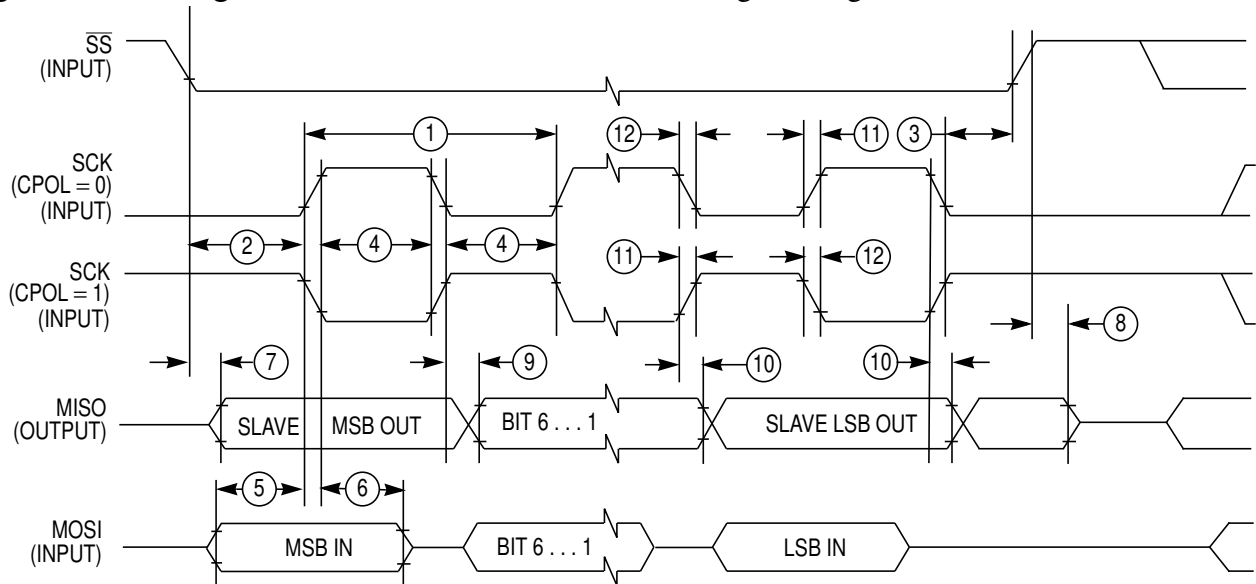 SS
(INPUT)
1
12
11
3
SCK
(CPOL = 0)
(INPUT)
2
4
4
11
12
SCK
(CPOL = 1)
(INPUT)
8
7
9
10
10
MISO
(OUTPUT)
SLAVE MSB OUT
BIT 6 . . . 1
SLAVE LSB OUT
5
6
MOSI
(INPUT)
MSB IN
BIT 6 . . . 1
LSB IN